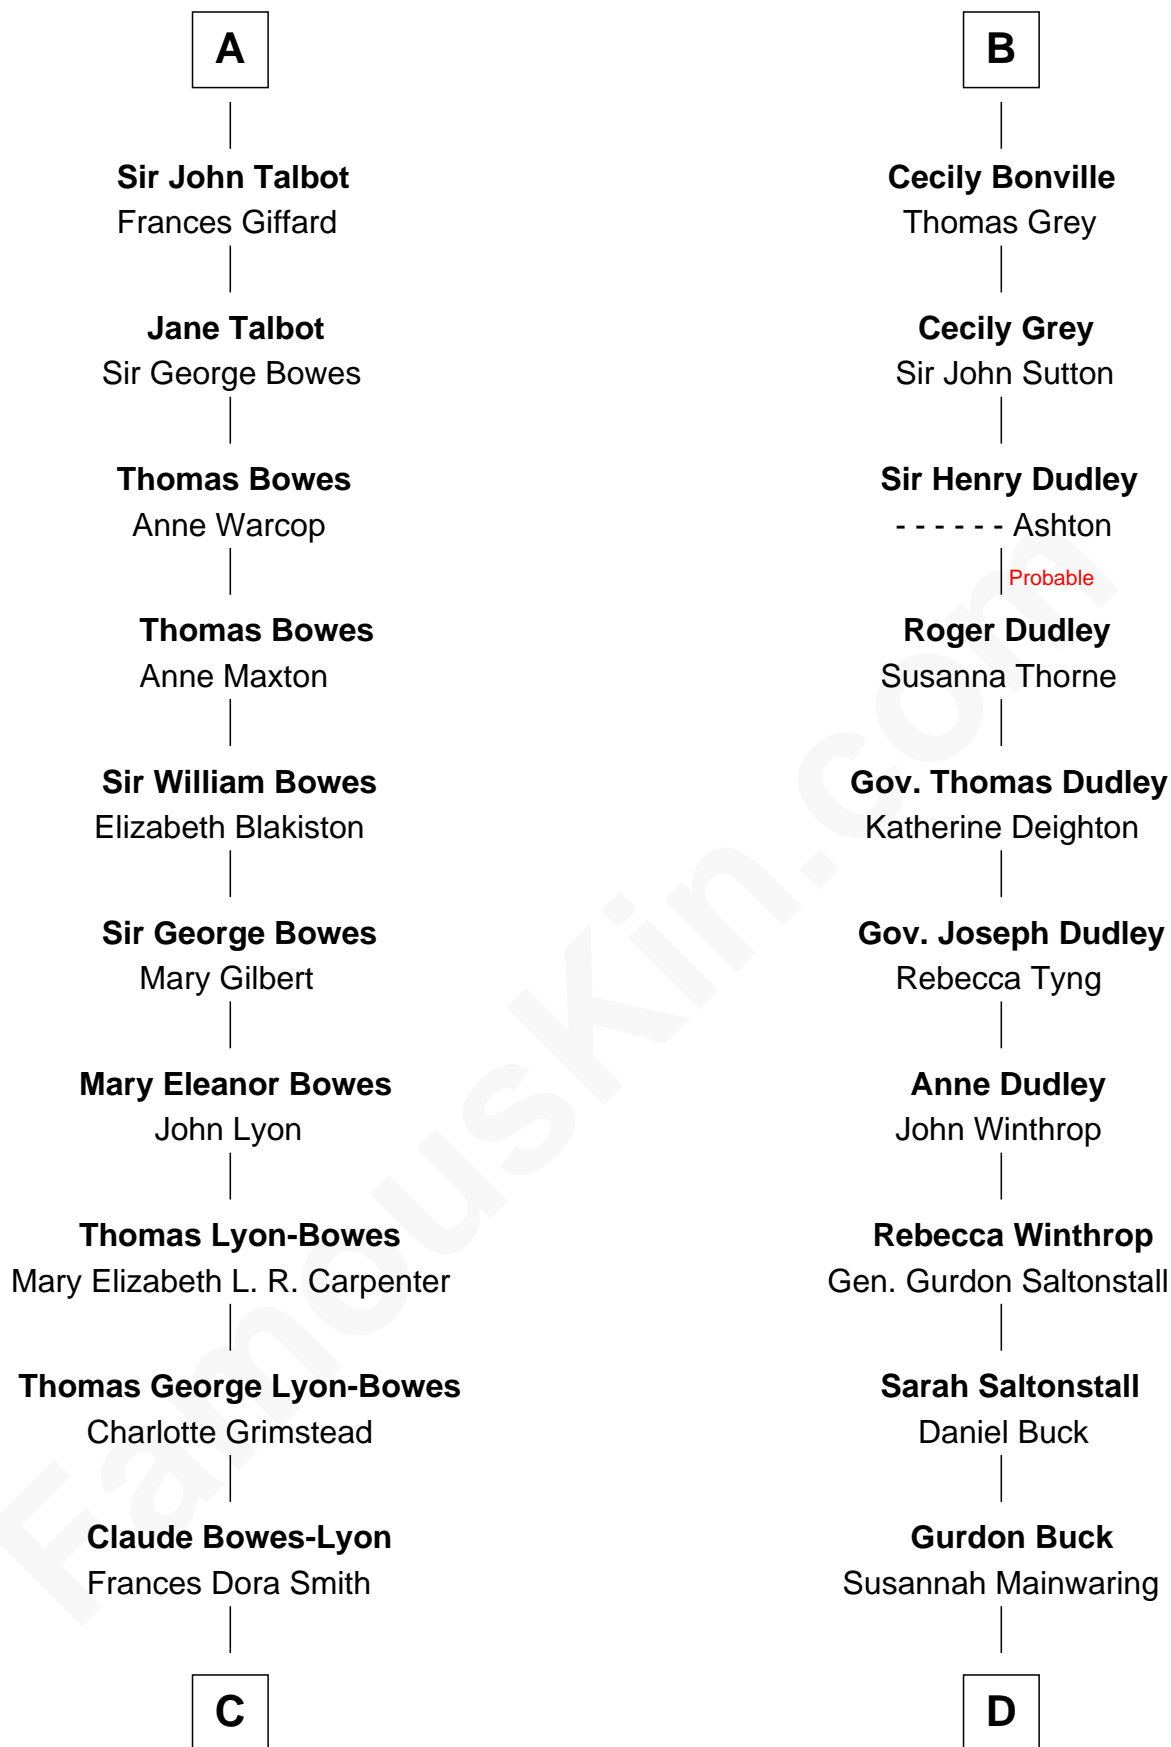 A
Sir John Talbot
Frances Giffard
Jane Talbot
Sir George Bowes
Thomas Bowes
Anne Warcop
Thomas Bowes
Anne Maxton
Sir William Bowes
Elizabeth Blakiston
Sir George Bowes
Mary Gilbert
Mary Eleanor Bowes
John Lyon
Thomas Lyon-Bowes
Mary Elizabeth L. R. Carpenter
Thomas George Lyon-Bowes
Charlotte Grimstead
Claude Bowes-Lyon
Frances Dora Smith
C
B
Cecily Bonville
Thomas Grey
Cecily Grey
Sir John Sutton
Sir Henry Dudley
- - - - - - Ashton
Probable
Roger Dudley
Susanna Thorne
Gov. Thomas Dudley
Katherine Deighton
Gov. Joseph Dudley
Rebecca Tyng
Anne Dudley
John Winthrop
Rebecca Winthrop
Gen. Gurdon Saltonstall
Sarah Saltonstall
Daniel Buck
Gurdon Buck
Susannah Mainwaring
D
FamousKin.com